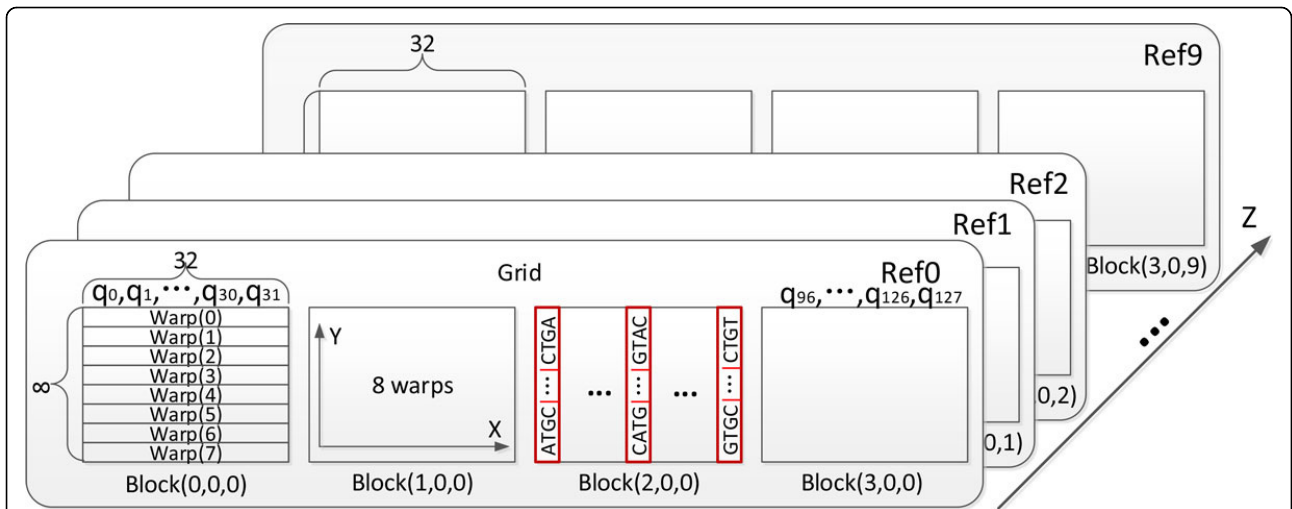 32
Ref9
Ref2
Ref1
Z
Block(3,0,9)
32
Grid
Ref0
q0,q1,···,q30,q31
q96,···,q126,q127
8
Warp(0)
Warp(1)
Warp(2)
Warp(3)
Warp(4)
Warp(5)
Warp(6)
Warp(7)
Y
8 warps
X
ATGC ··· CTGA
...
CATG ··· GTAC
...
GTGC ··· CTGT
...
,0,2)
0,1)
Block(0,0,0)
Block(1,0,0)
Block(2,0,0)
Block(3,0,0)